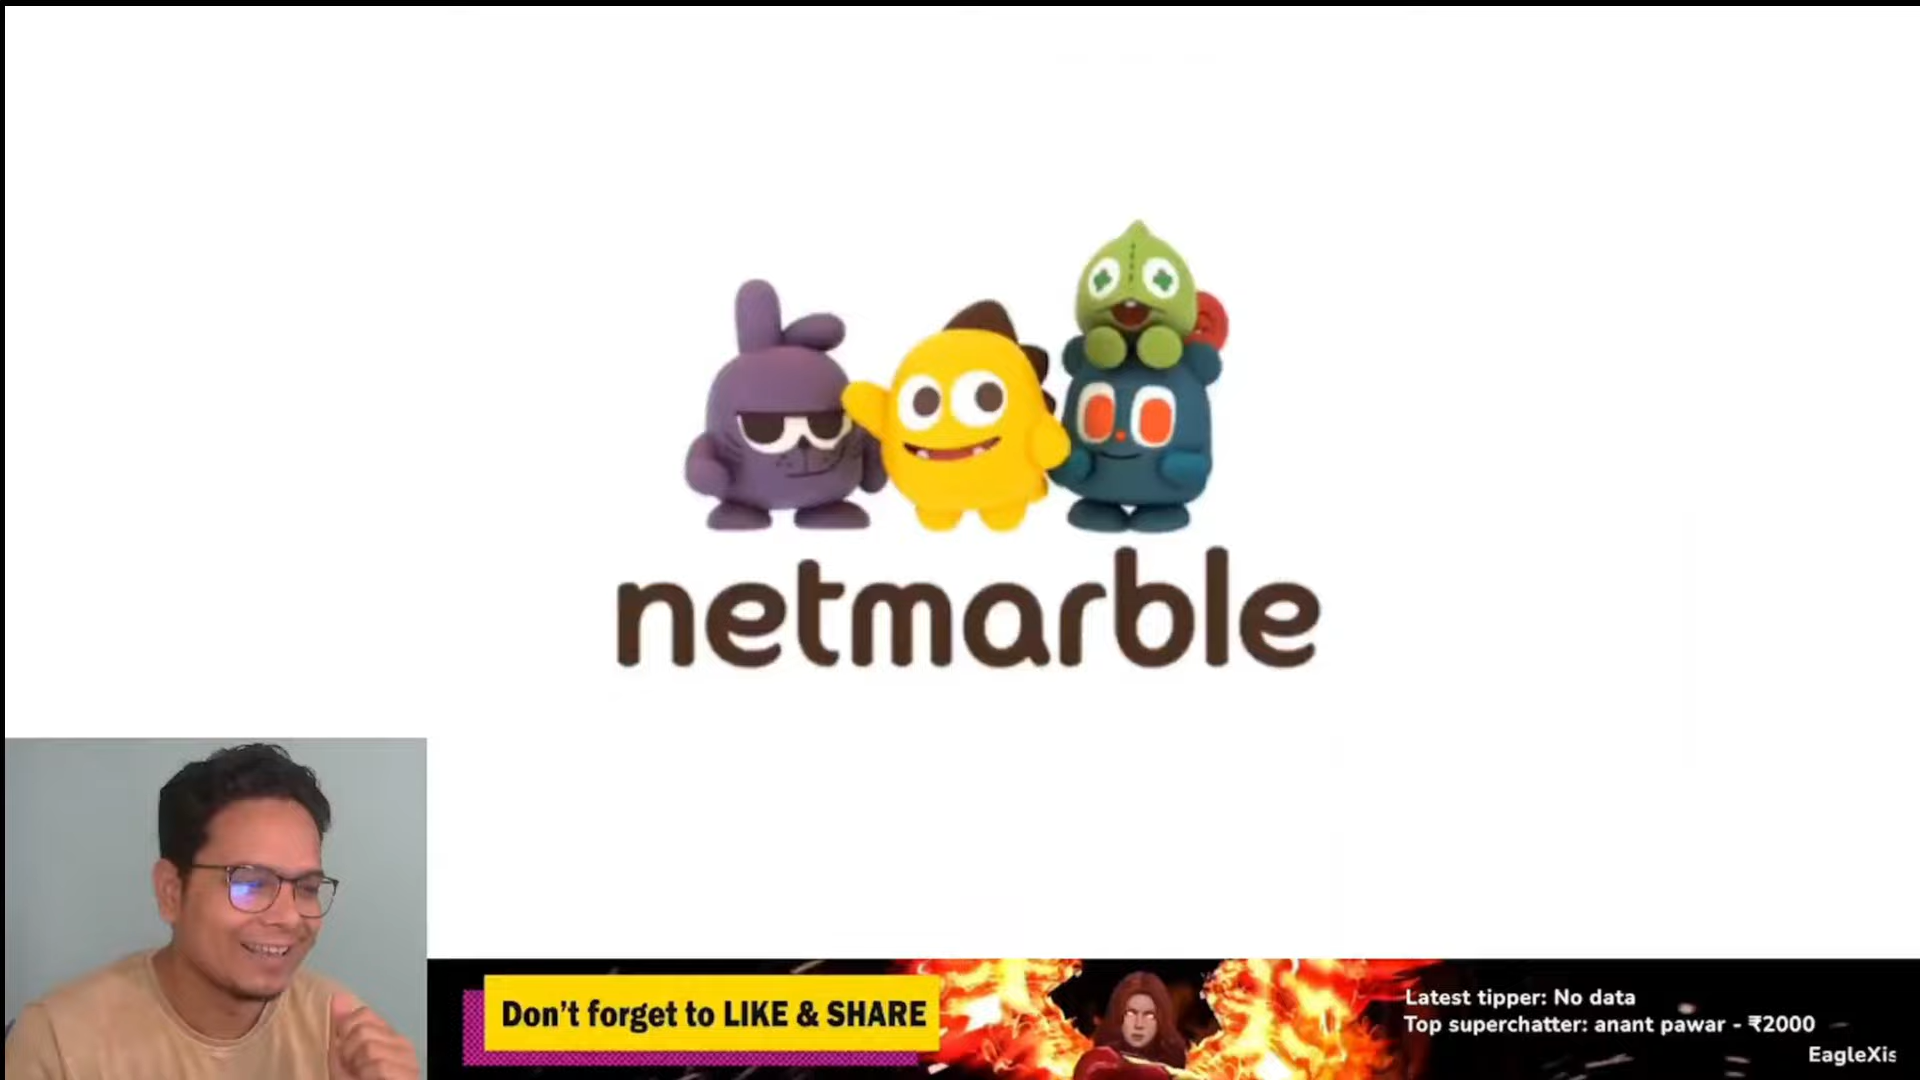 netmarble
Don't forget to LIKE & SHARE
Latest tipper: No data
Top superchatter: anant pawar - ₹2000
EagleXis